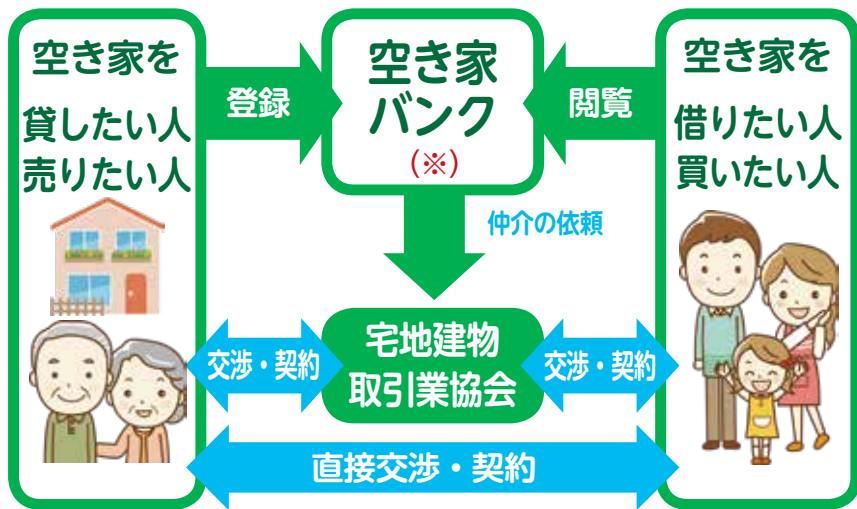 空き家を
貸したい人
売りたい人
登録
空き家
バンク
(※)
閲覧
空き家を
借りたい人
買いたい人
仲介の依頼
交渉・契約
宅地建物
取引業協会
交渉・契約
直接交渉・契約